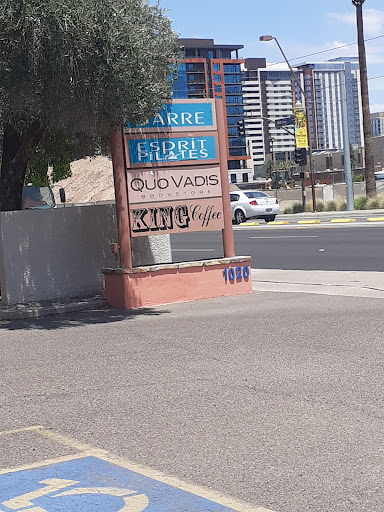 BARRE
ESPRIT
PILATES
QUO VADIS
BOOKSTORE
KING Coffee
1020